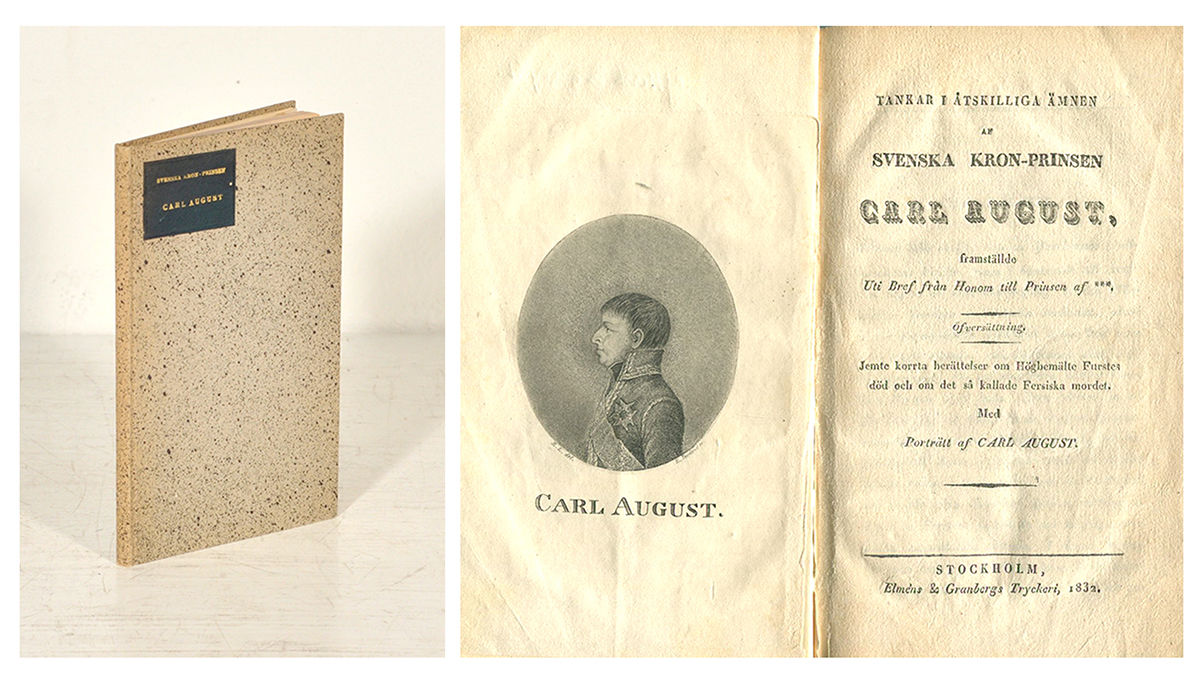 SVENSKA KRON-PRINSEN
CARL AUGUST
CARL AUGUST.
TANKAR I ÅTSKILLIGA ÄMNEN
AF
SVENSKA KRON-PRINSEN
CARL AUGUST,
framställde
Uti Bref från Honom till Prinsen af ***,
Öfversättning.
Jemte korrta berättelser om Högbemälte Furstes
död och om det så kallade Fersiska mordet.
Med
Porträtt af CARL AUGUST.
STOCKHOLM,
Elméns & Granbergs Tryckeri, 1832.